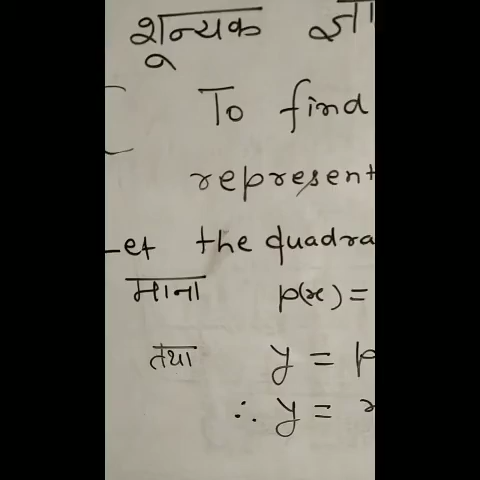 शून्यक ज्ञा
To find
represent
Let the quadra
माना p(x) =
तथा y = p
∴ y =